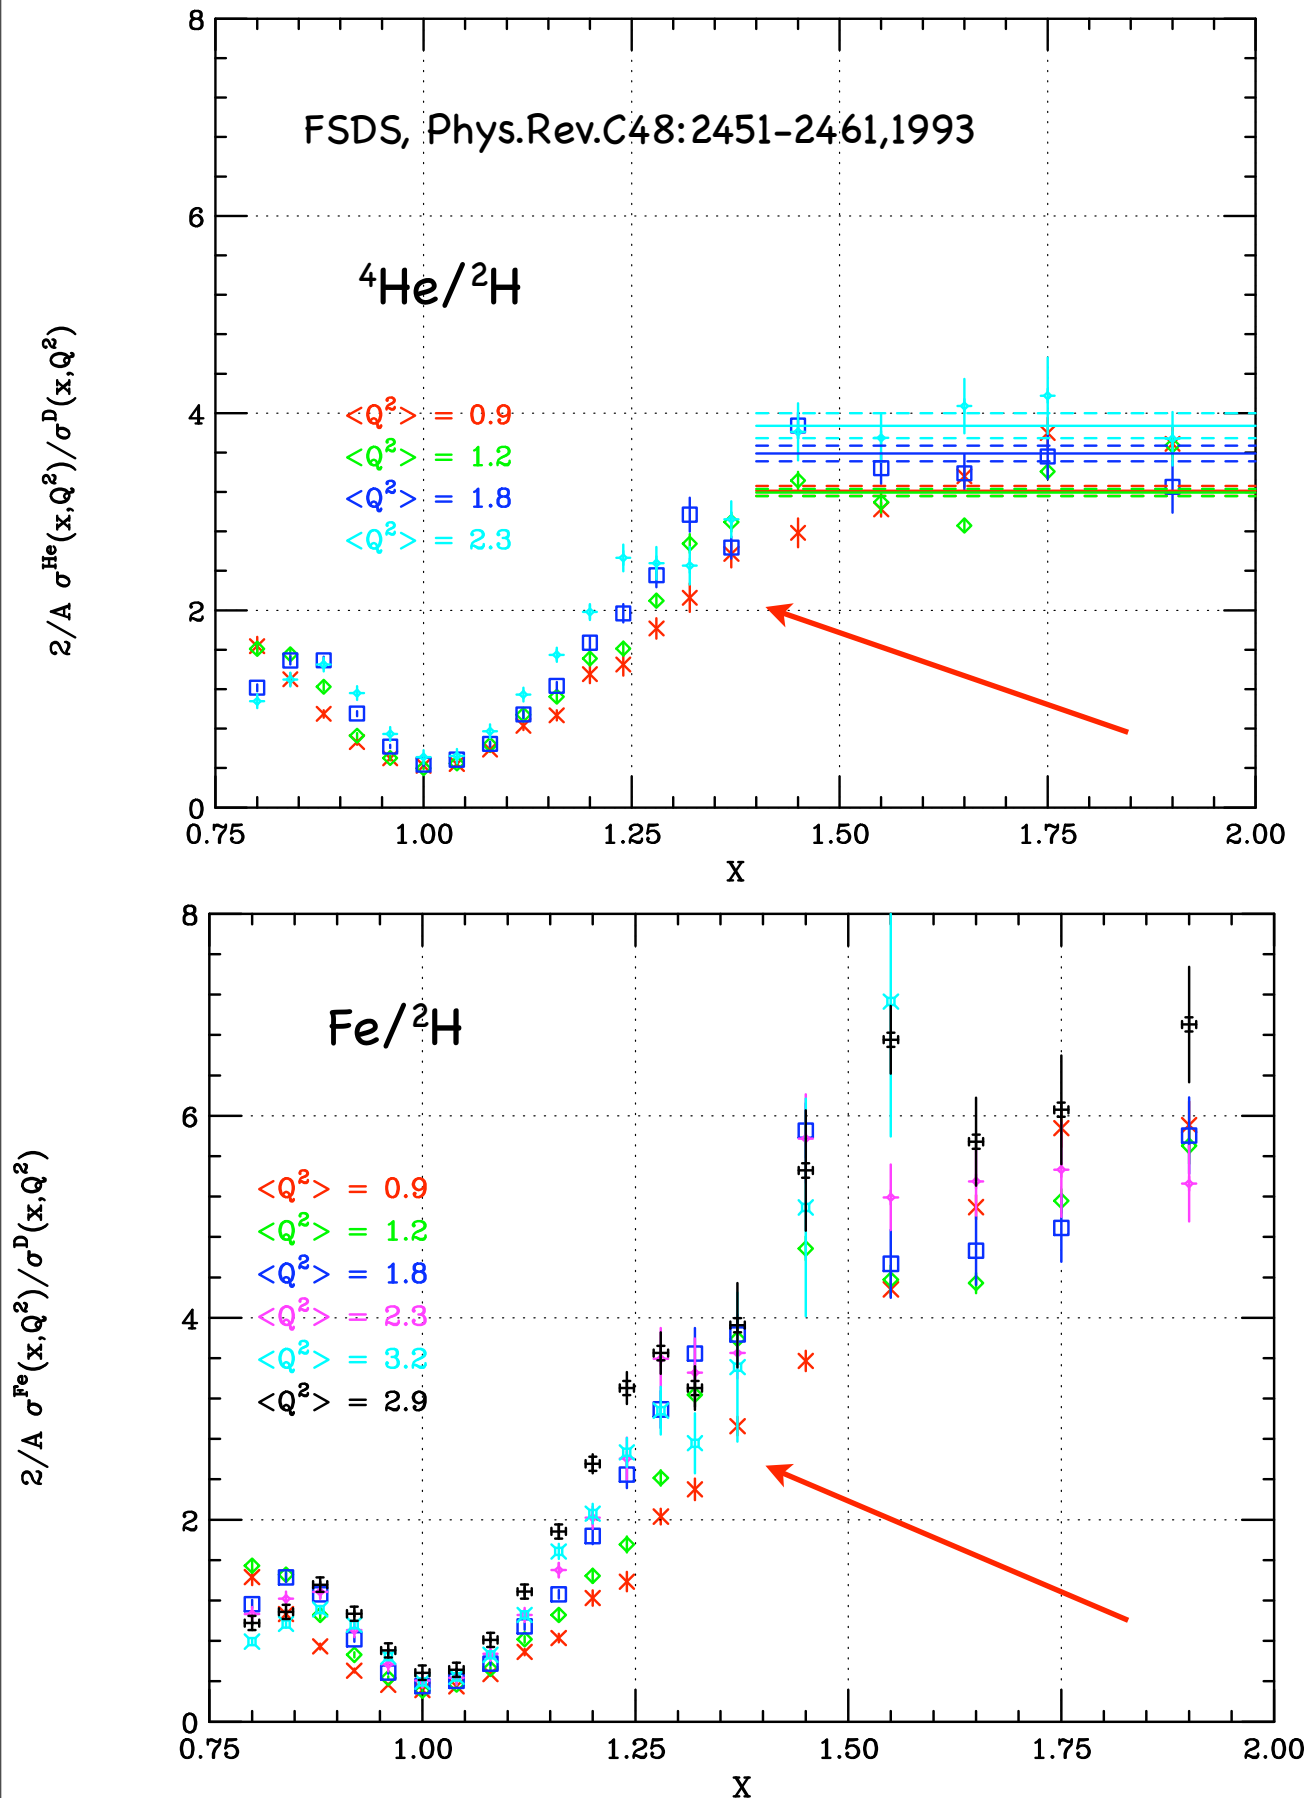 8
FSDS, Phys.Rev.C48:2451-2461,1993
6
⁴He/²H
2/A σᴴᵉ(x,Q²)/σᴰ(x,Q²)
4
<Q²> = 0.9
<Q²> = 1.2
<Q²> = 1.8
<Q²> = 2.3
2
0
0.75 1.00 1.25 1.50 1.75 2.00
X
8
Fe/²H
6
2/A σᶠᵉ(x,Q²)/σᴰ(x,Q²)
<Q²> = 0.9
<Q²> = 1.2
<Q²> = 1.8
<Q²> = 2.3
4
<Q²> = 3.2
<Q²> = 2.9
2
0
0.75 1.00 1.25 1.50 1.75 2.00
X